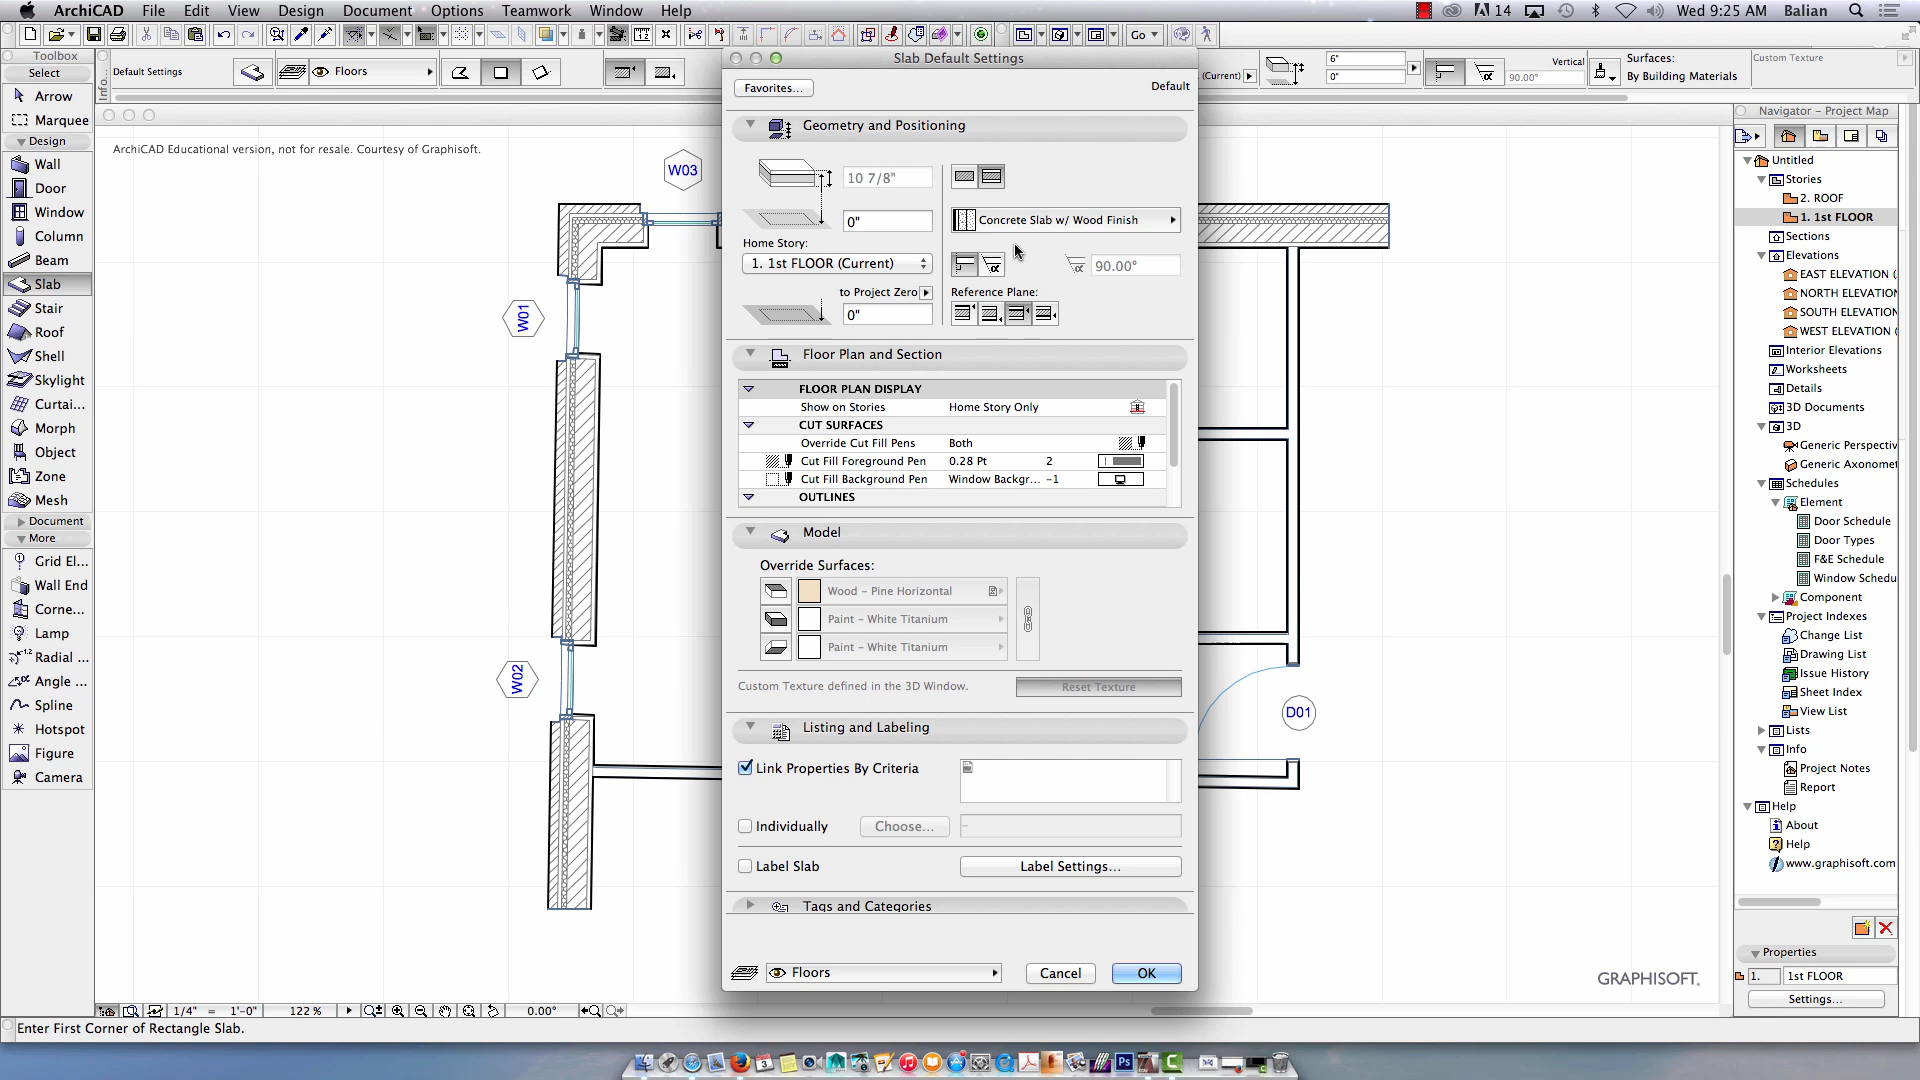 ArchiCAD File Edit View Design Document Options Teamwork Window Help 14 Wed 9:25 AM Balian
Go
Toolbox
Select
Arrow
Marquee
Design
Wall
Door
Window
Column
Beam
Slab
Stair
Roof
Shell
Skylight
Curtai...
Morph
Object
Zone
Mesh
Document
More
Grid El...
Wall End
Corne...
Lamp
Radial ...
Angle ...
Spline
Hotspot
Figure
Camera
Info...
Default Settings
Floors
(Current)
6"
0"
Vertical
90.00°
Surfaces:
By Building Materials
Custom Texture
ArchiCAD Educational version, not for resale. Courtesy of Graphisoft.
W03
W01
W02
D01
Slab Default Settings
Favorites...
Default
Geometry and Positioning
10 7/8"
0"
Concrete Slab w/ Wood Finish
Home Story:
1. 1st FLOOR (Current)
90.00°
to Project Zero
Reference Plane:
0"
Floor Plan and Section
FLOOR PLAN DISPLAY
Show on Stories Home Story Only
CUT SURFACES
Override Cut Fill Pens Both
Cut Fill Foreground Pen 0.28 Pt 2
Cut Fill Background Pen Window Backgr... -1
OUTLINES
Model
Override Surfaces:
Wood - Pine Horizontal
Paint - White Titanium
Paint - White Titanium
Custom Texture defined in the 3D Window.
Reset Texture
Listing and Labeling
Link Properties By Criteria
Individually
Choose...
Label Slab
Label Settings...
Tags and Categories
Floors
Cancel
OK
Navigator - Project Map
Untitled
Stories
2. ROOF
1. 1st FLOOR
Sections
Elevations
EAST ELEVATION (
NORTH ELEVATION
SOUTH ELEVATION
WEST ELEVATION (
Interior Elevations
Worksheets
Details
3D Documents
3D
Generic Perspectiv
Generic Axonomet
Schedules
Element
Door Schedule
Door Types
F&E Schedule
Window Schedu
Component
Project Indexes
Change List
Drawing List
Issue History
Sheet Index
View List
Lists
Info
Project Notes
Report
Help
About
Help
www.graphisoft.com
Properties
1. 1st FLOOR
Settings...
GRAPHISOFT.
1/4" = 1'-0" 122 % 0.00°
Enter First Corner of Rectangle Slab.
Ps